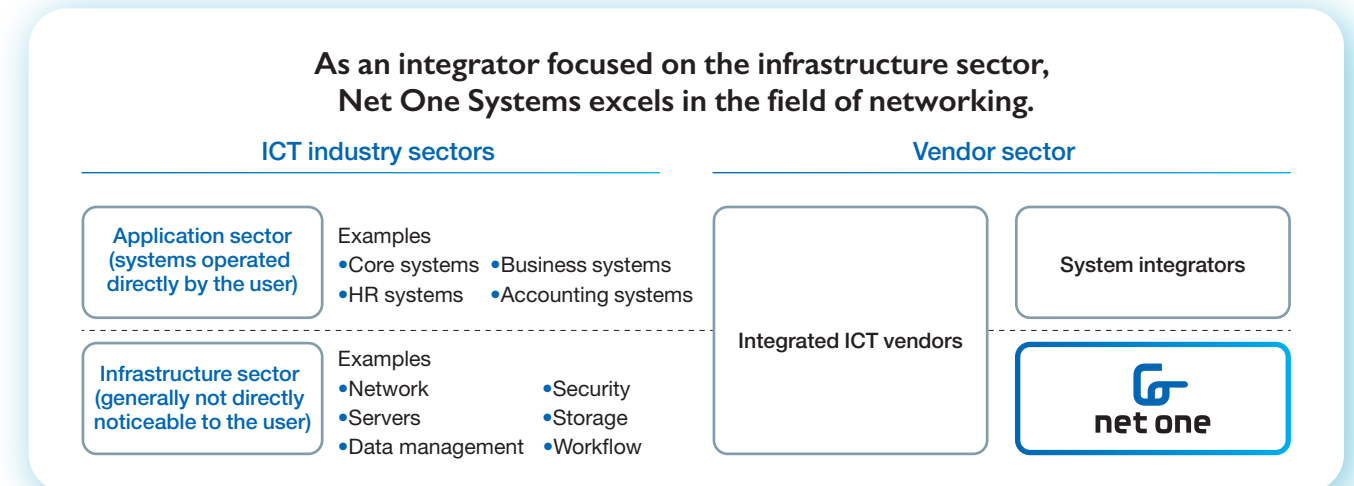 As an integrator focused on the infrastructure sector,
Net One Systems excels in the field of networking.
ICT industry sectors
Vendor sector
Application sector
(systems operated
directly by the user)
Examples
•Core systems •Business systems
•HR systems •Accounting systems
Integrated ICT vendors
System integrators
Infrastructure sector
(generally not directly
noticeable to the user)
Examples
•Network •Security
•Servers •Storage
•Data management •Workflow
net one